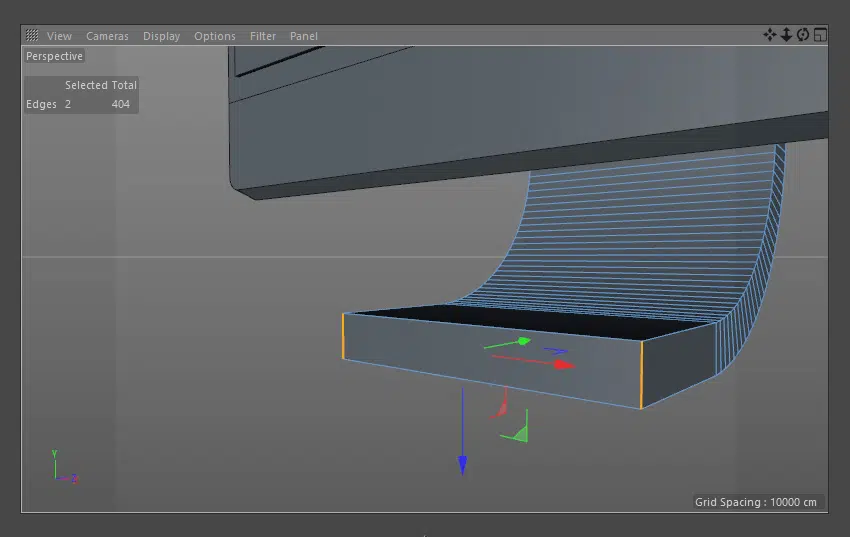 View Cameras Display Options Filter Panel
Perspective
Selected Total
Edges 2 404
Y
Z
Grid Spacing : 10000 cm